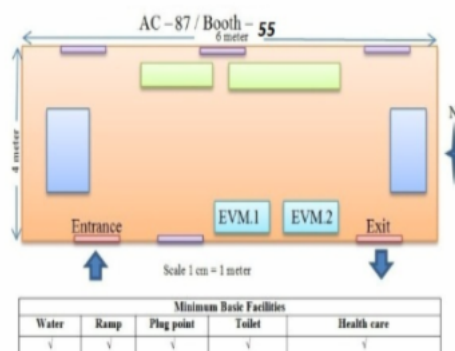 AC – 87 / Booth – 55
6 meter
4 meter
N
EVM.1 EVM.2
Entrance Exit
Scale 1 cm = 1 meter
Minimum Basic Facilities
Water Ramp Plug point Toilet Health care
√ √ √ √ √